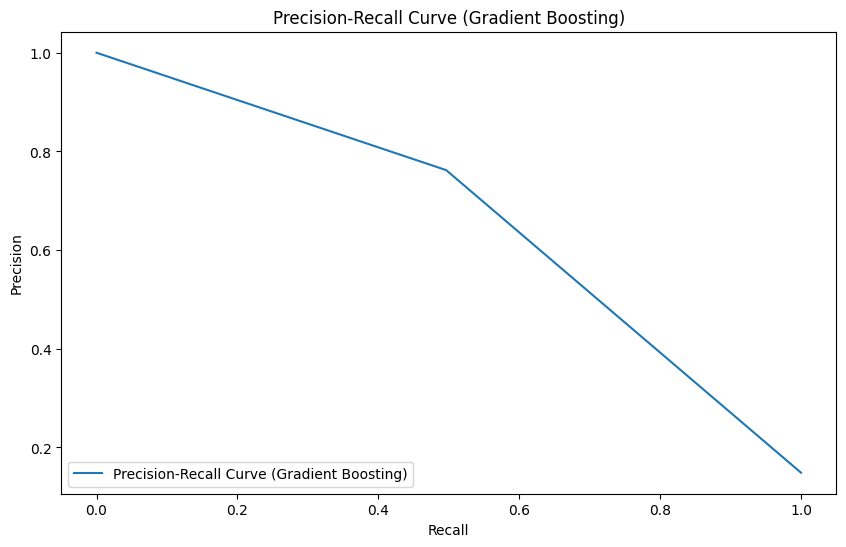 Precision-Recall Curve (Gradient Boosting)
1.0
0.8
0.6
0.4
0.2
Precision
Precision-Recall Curve (Gradient Boosting)
0.0 0.2 0.4 0.6 0.8 1.0
Recall